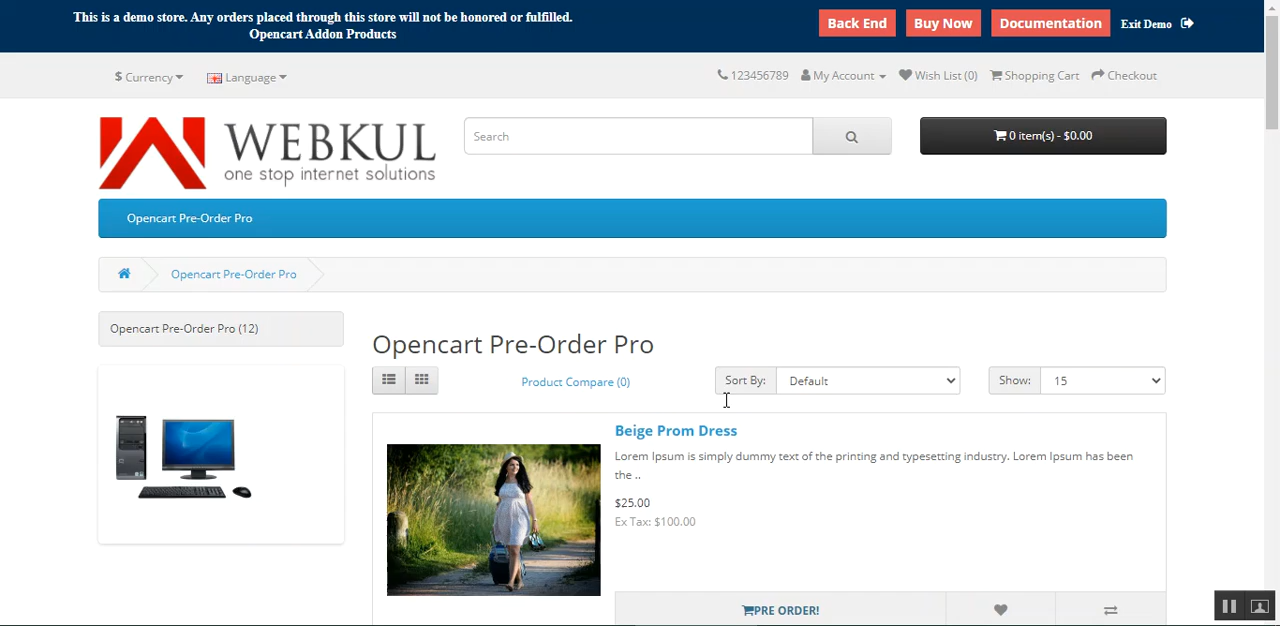 This is a demo store. Any orders placed through this store will not be honored or fulfilled.
Opencart Addon Products
Back End
Buy Now
Documentation
Exit Demo
$ Currency
Language
123456789
My Account
Wish List (0)
Shopping Cart
Checkout
WEBKUL
one stop internet solutions
Search
0 item(s) - $0.00
Opencart Pre-Order Pro
Opencart Pre-Order Pro
Opencart Pre-Order Pro (12)
Opencart Pre-Order Pro
Product Compare (0)
Sort By:
Default
Show:
15
Beige Prom Dress
Lorem Ipsum is simply dummy text of the printing and typesetting industry. Lorem Ipsum has been
the ..
$25.00
Ex Tax: $100.00
PRE ORDER!